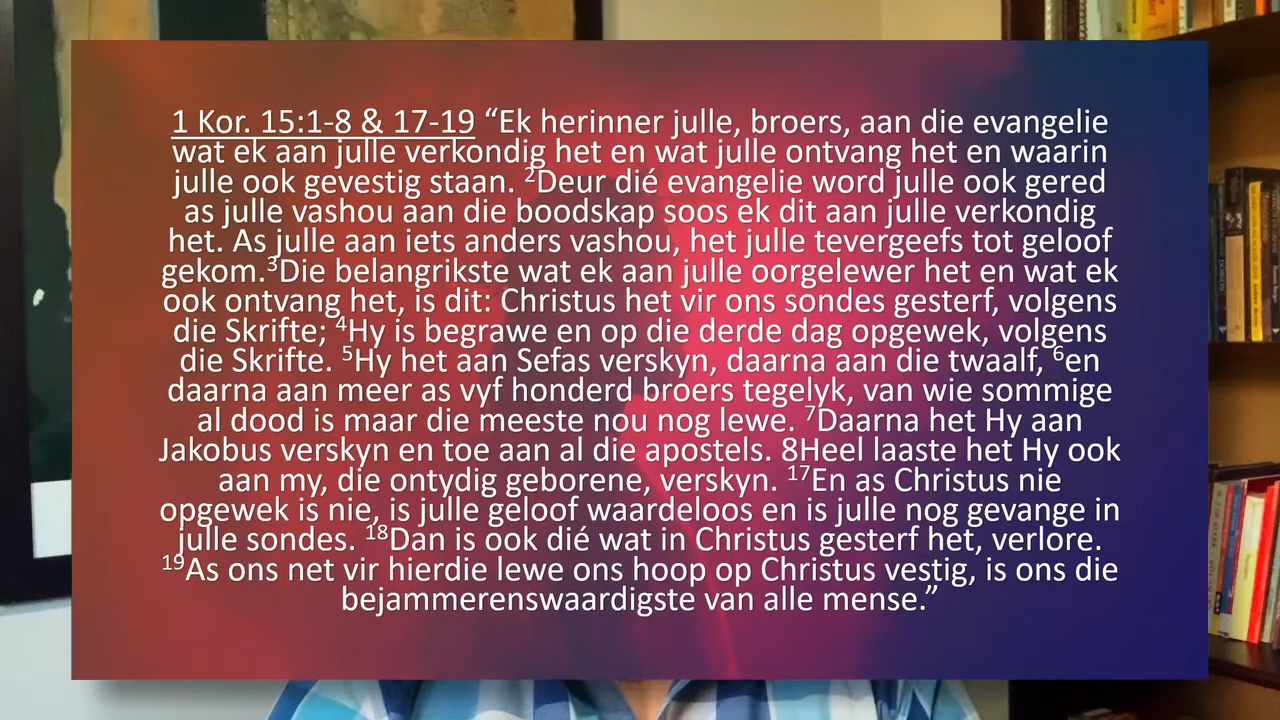 1 Kor. 15:1-8 & 17-19 “Ek herinner julle, broers, aan die evangelie
wat ek aan julle verkondig het en wat julle ontvang het en waarin
julle ook gevestig staan. ²Deur dié evangelie word julle ook gered
as julle vashou aan die boodskap soos ek dit aan julle verkondig
het. As julle aan iets anders vashou, het julle tevergeefs tot geloof
gekom.³Die belangrikste wat ek aan julle oorgelewer het en wat ek
ook ontvang het, is dit: Christus het vir ons sondes gesterf, volgens
die Skrifte; ⁴Hy is begrawe en op die derde dag opgewek, volgens
die Skrifte. ⁵Hy het aan Sefas verskyn, daarna aan die twaalf, ⁶en
daarna aan meer as vyf honderd broers tegelyk, van wie sommige
al dood is maar die meeste nou nog lewe. ⁷Daarna het Hy aan
Jakobus verskyn en toe aan al die apostels. 8Heel laaste het Hy ook
aan my, die ontydig geborene, verskyn. ¹⁷En as Christus nie
opgewek is nie, is julle geloof waardeloos en is julle nog gevange in
julle sondes. ¹⁸Dan is ook dié wat in Christus gesterf het, verlore.
¹⁹As ons net vir hierdie lewe ons hoop op Christus vestig, is ons die
bejammerenswaardigste van alle mense.”